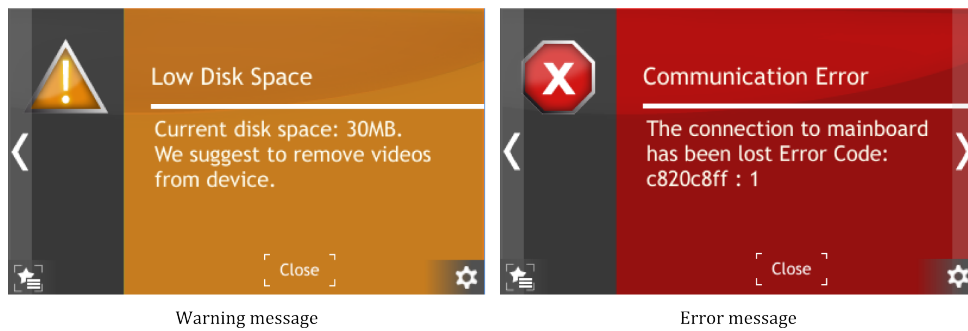 Low Disk Space
Current disk space: 30MB.
We suggest to remove videos
from device.
Close
Warning message
Communication Error
The connection to mainboard
has been lost Error Code:
c820c8ff : 1
Close
Error message